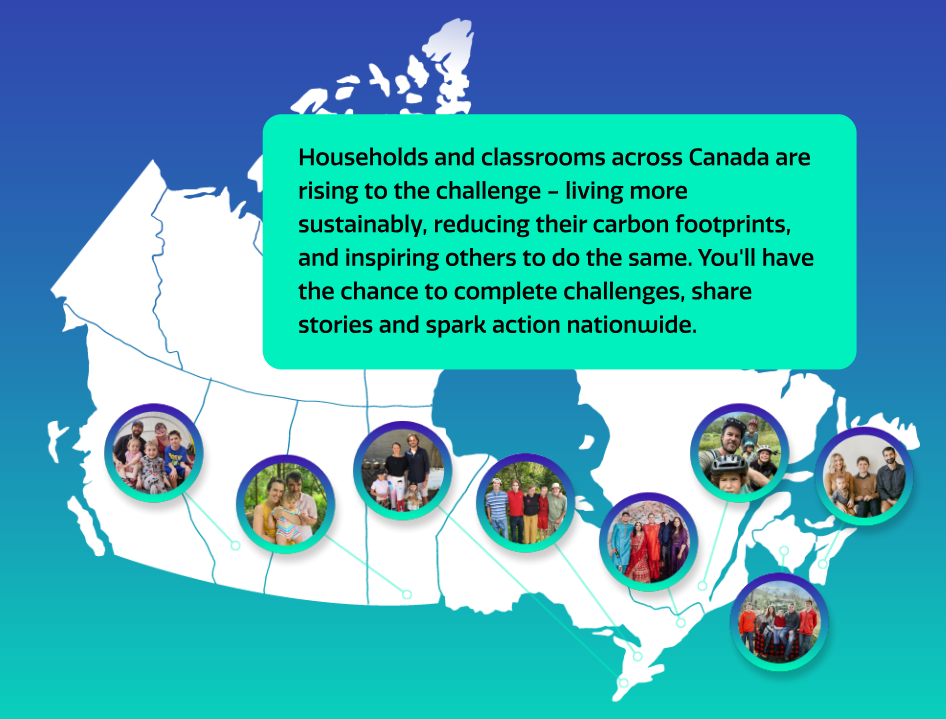 Households and classrooms across Canada are
rising to the challenge – living more
sustainably, reducing their carbon footprints,
and inspiring others to do the same. You'll have
the chance to complete challenges, share
stories and spark action nationwide.